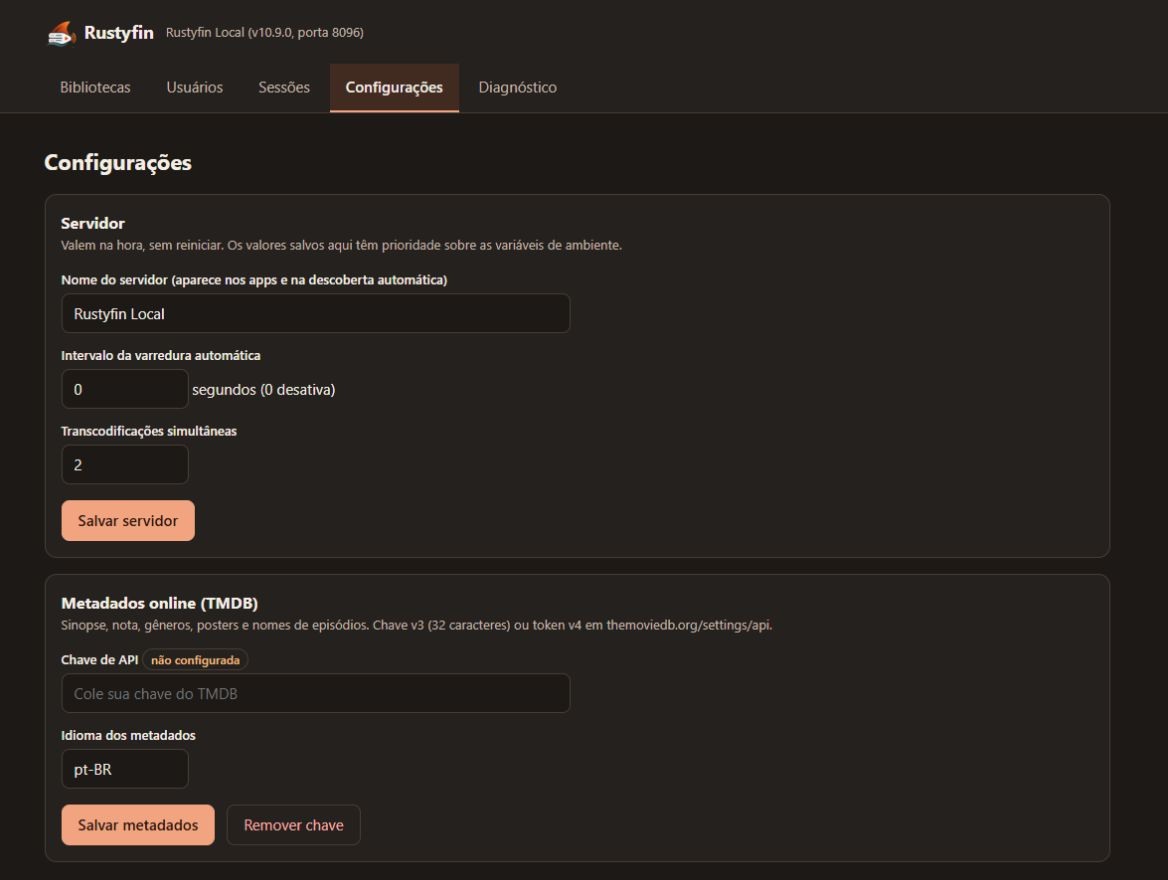 Rustyfin Rustyfin Local (v10.9.0, porta 8096)
Bibliotecas Usuários Sessões Configurações Diagnóstico
Configurações
Servidor
Valem na hora, sem reiniciar. Os valores salvos aqui têm prioridade sobre as variáveis de ambiente.
Nome do servidor (aparece nos apps e na descoberta automática)
Rustyfin Local
Intervalo da varredura automática
0 segundos (0 desativa)
Transcodificações simultâneas
2
Salvar servidor
Metadados online (TMDB)
Sinopse, nota, gêneros, posters e nomes de episódios. Chave v3 (32 caracteres) ou token v4 em themoviedb.org/settings/api.
Chave de API não configurada
Cole sua chave do TMDB
Idioma dos metadados
pt-BR
Salvar metadados Remover chave